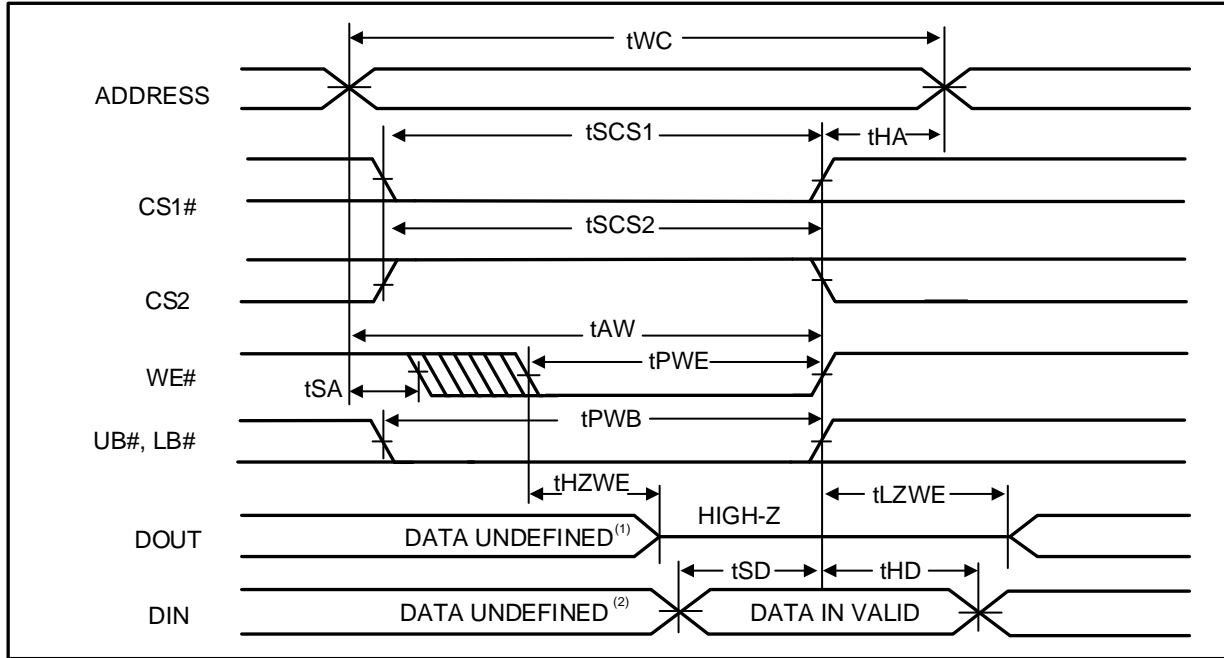 tWC
ADDRESS
tSCS1
tHA
CS1#
tSCS2
CS2
tAW
WE#
tPWE
tSA
tPWB
UB#, LB#
tHZWE
tLZWE
HIGH-Z
DOUT
DATA UNDEFINED(1)
tSD
tHD
DIN
DATA UNDEFINED (2)
DATA IN VALID